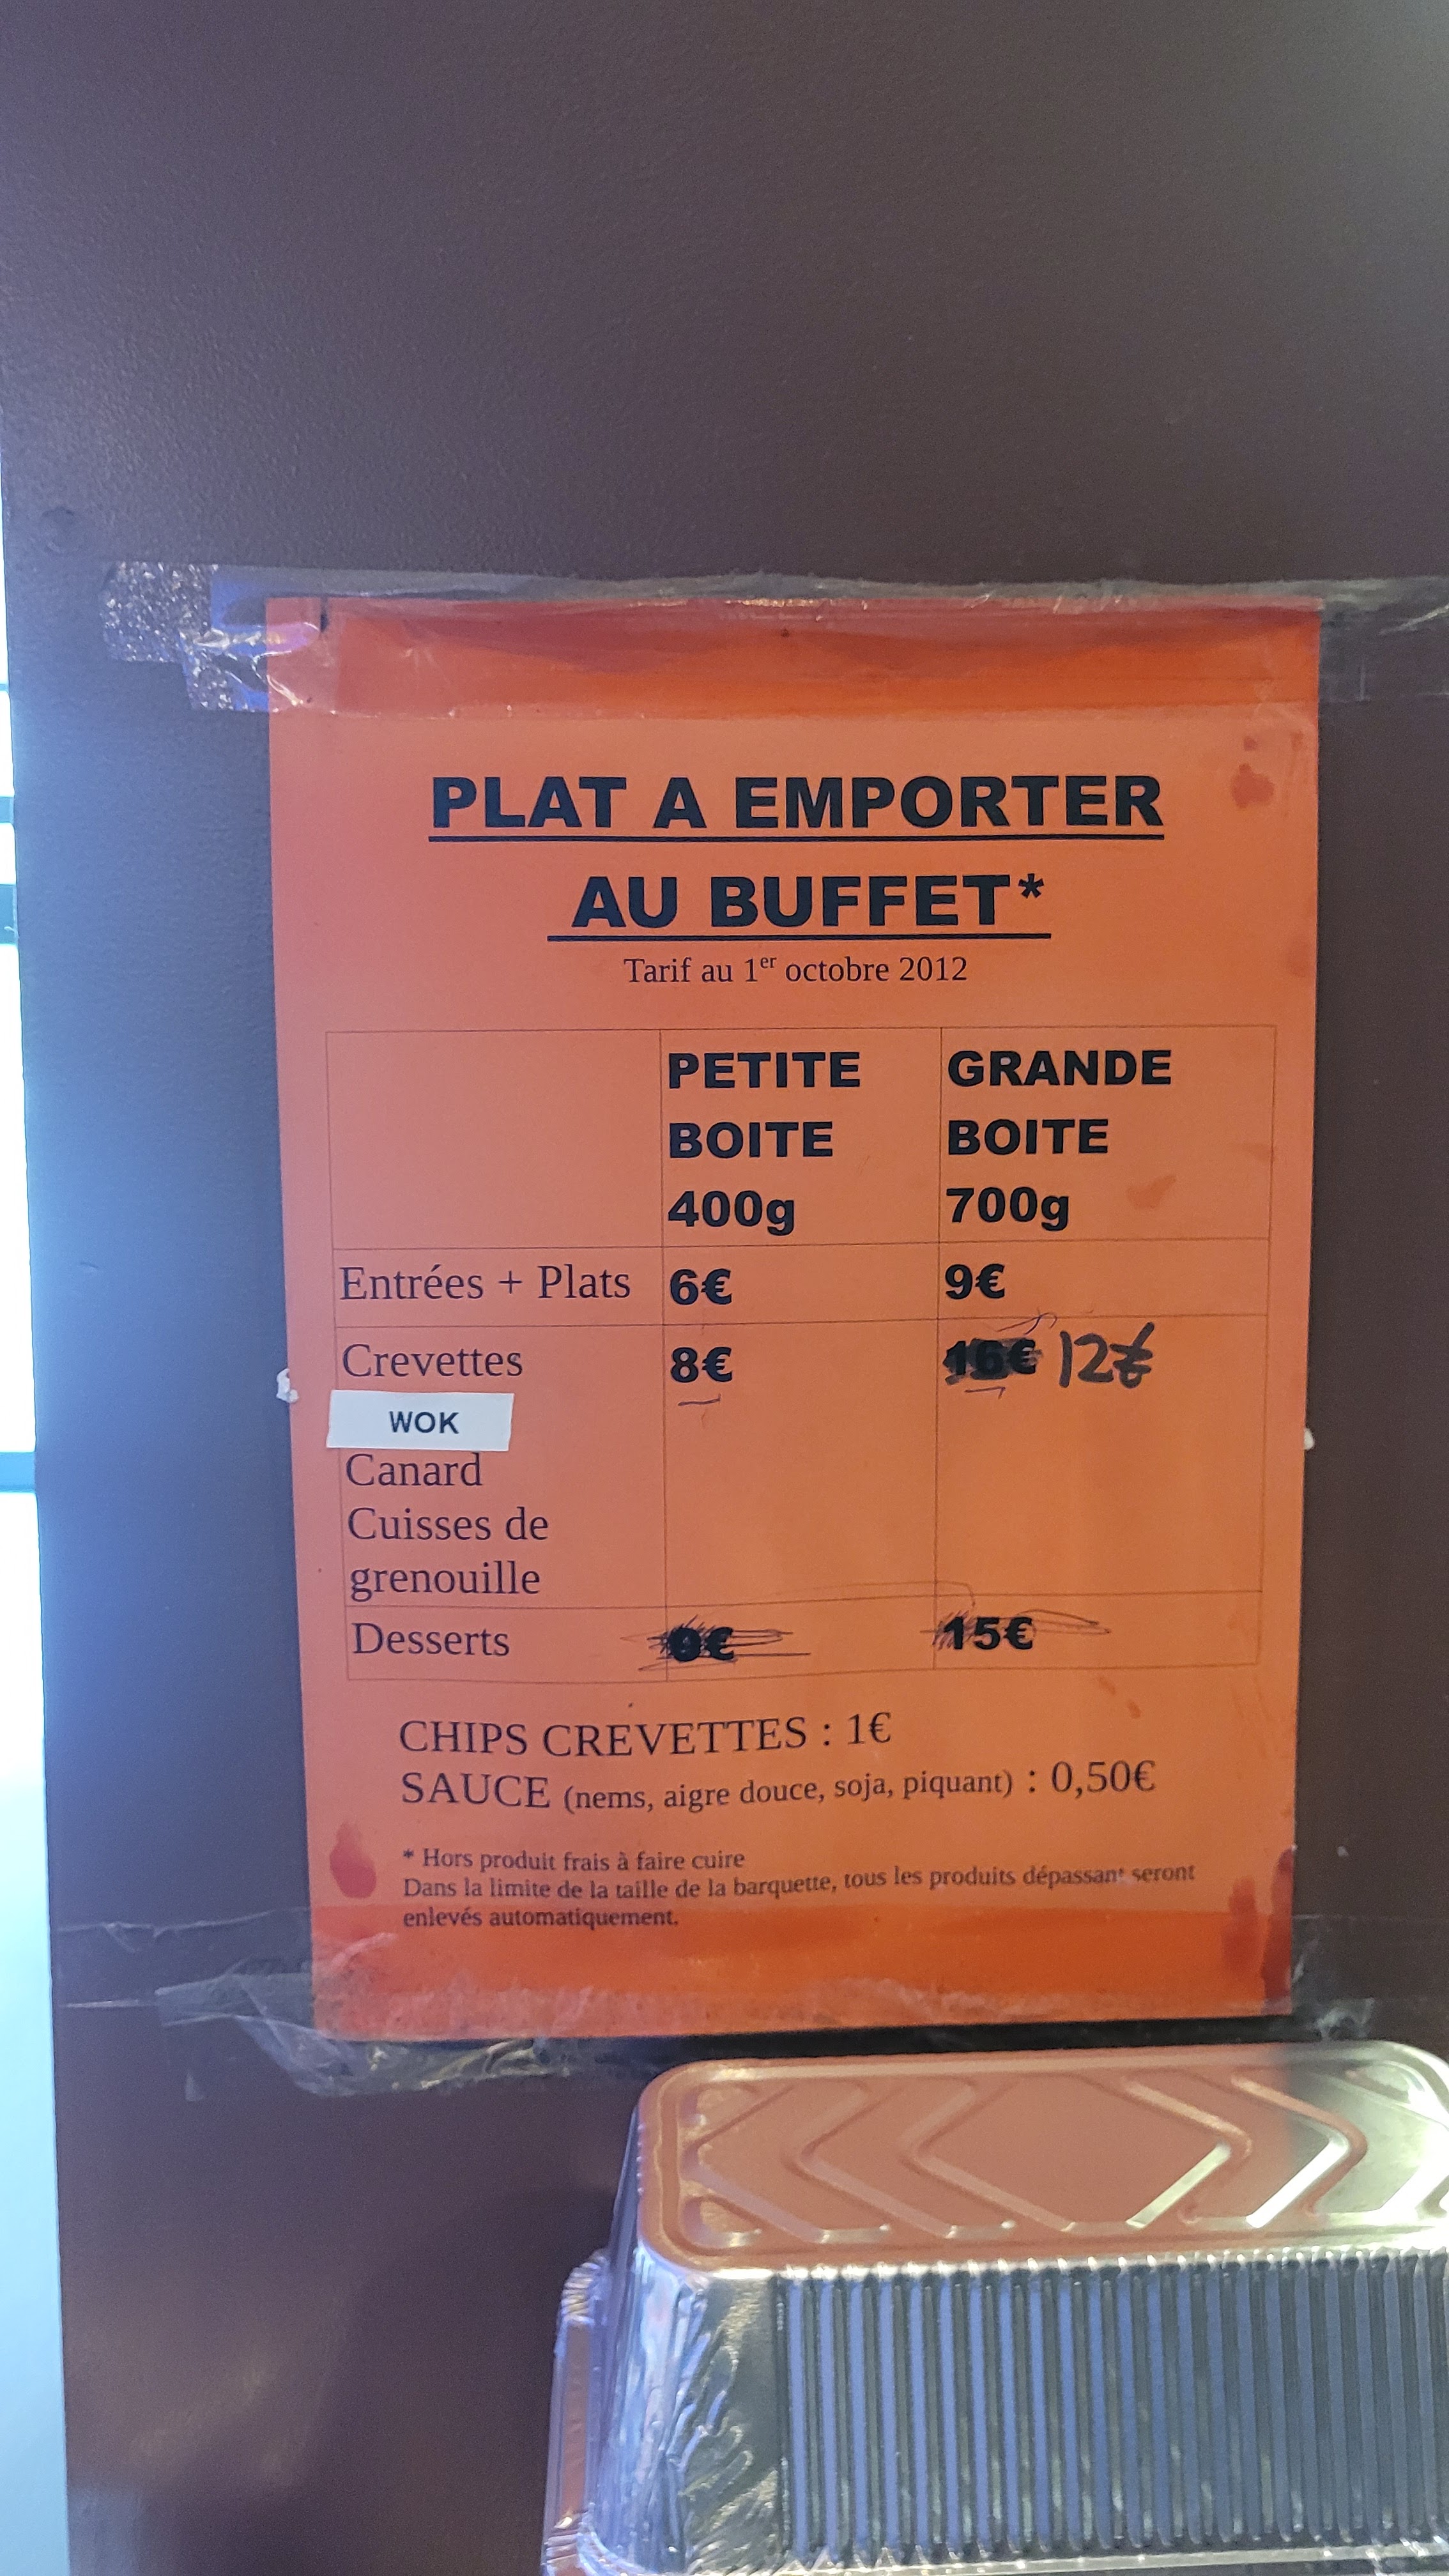 PLAT A EMPORTER
AU BUFFET*
Tarif au 1er octobre 2012
PETITE BOITE 400g
GRANDE BOITE 700g
Entrées + Plats 6€ 9€
Crevettes 8€ 16€ 12€
WOK
Canard
Cuisses de
grenouille
Desserts 15€
CHIPS CREVETTES : 1€
SAUCE (nems, aigre douce, soja, piquant) : 0,50€
* Hors produit frais à faire cuire
Dans la limite de la taille de la barquette, tous les produits dépassant seront
enlevés automatiquement.